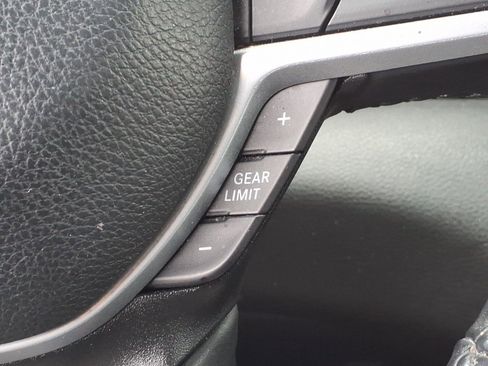 +
GEAR
LIMIT
-